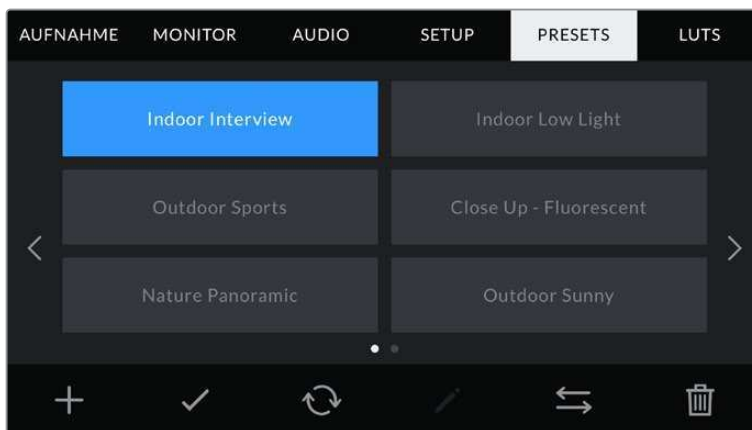 AUFNAHME MONITOR AUDIO SETUP PRESETS LUTS
Indoor Interview Indoor Low Light
Outdoor Sports Close Up - Fluorescent
Nature Panoramic Outdoor Sunny